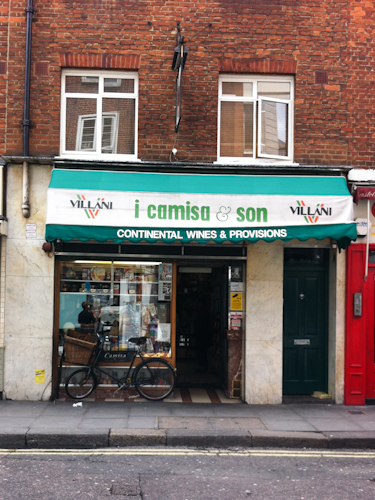 VILLANI
i camisa & son
VILLANI
CONTINENTAL WINES & PROVISIONS
Camisa